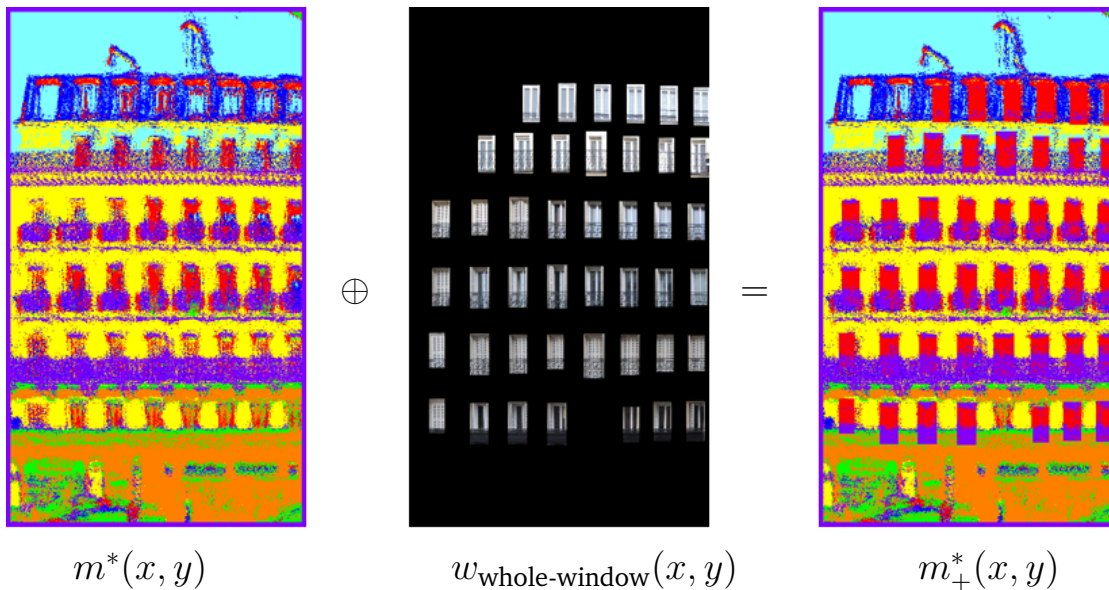 ⊕ =
m*(x, y) w_whole-window(x, y) m*_+(x, y)